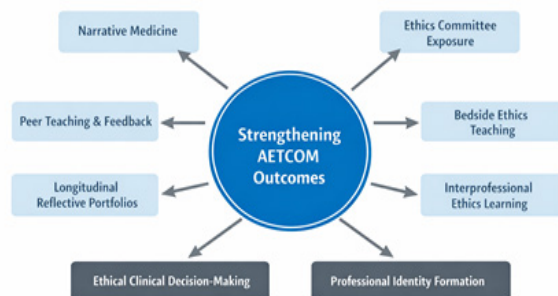 Narrative Medicine
Ethics Committee
Exposure
Peer Teaching & Feedback
Strengthening
AETCOM
Outcomes
Bedside Ethics
Teaching
Longitudinal
Reflective Portfolios
Interprofessional
Ethics Learning
Ethical Clinical Decision-Making
Professional Identity Formation